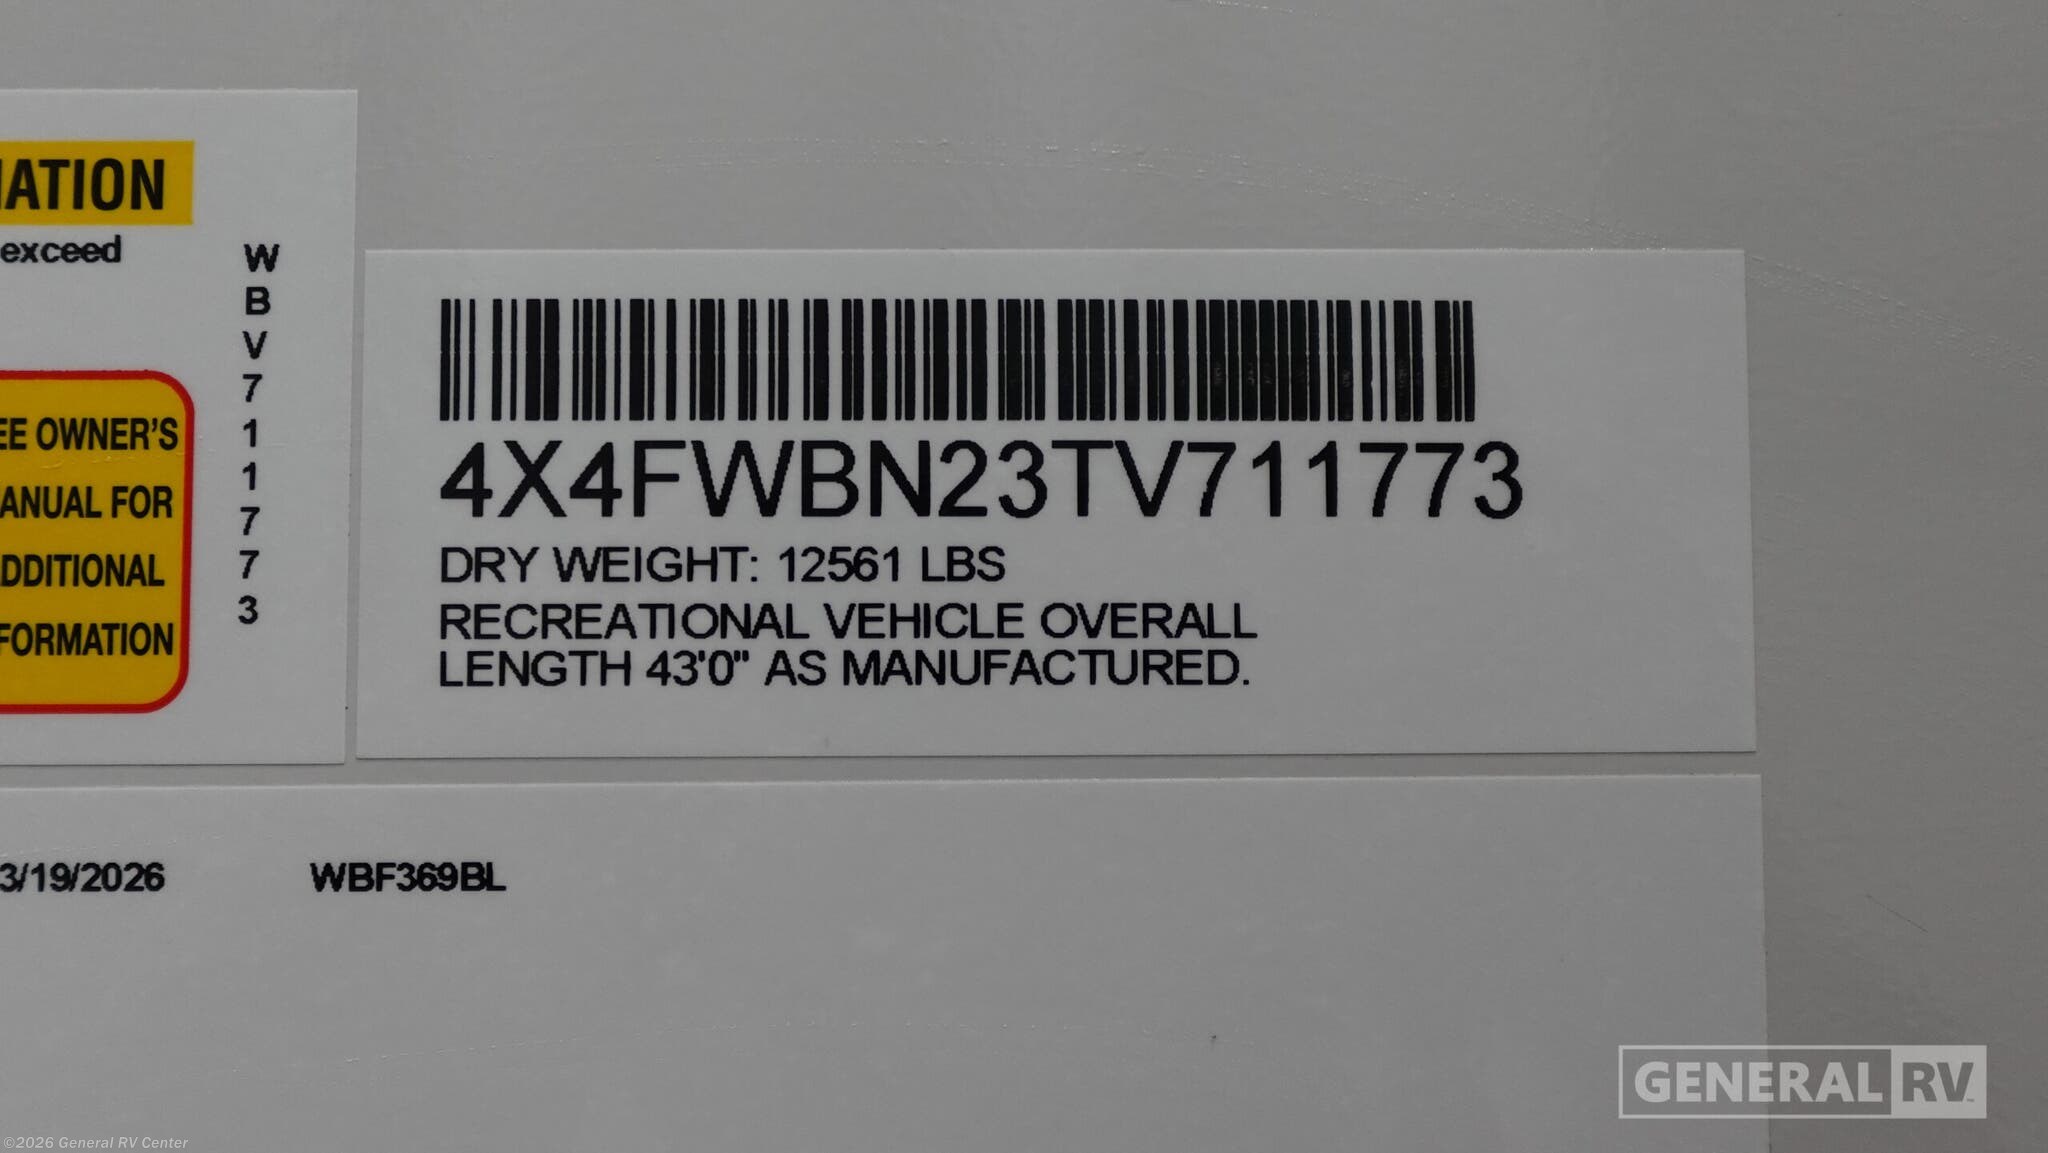 IATION
exceed
W
B
V
7
1
1
7
7
3
EE OWNER'S
ANUAL FOR
DDITIONAL
FORMATION
4X4FWBN23TV711773
DRY WEIGHT: 12561 LBS
RECREATIONAL VEHICLE OVERALL
LENGTH 43'0" AS MANUFACTURED.
3/19/2026 WBF369BL
GENERAL RV
©2026 General RV Center